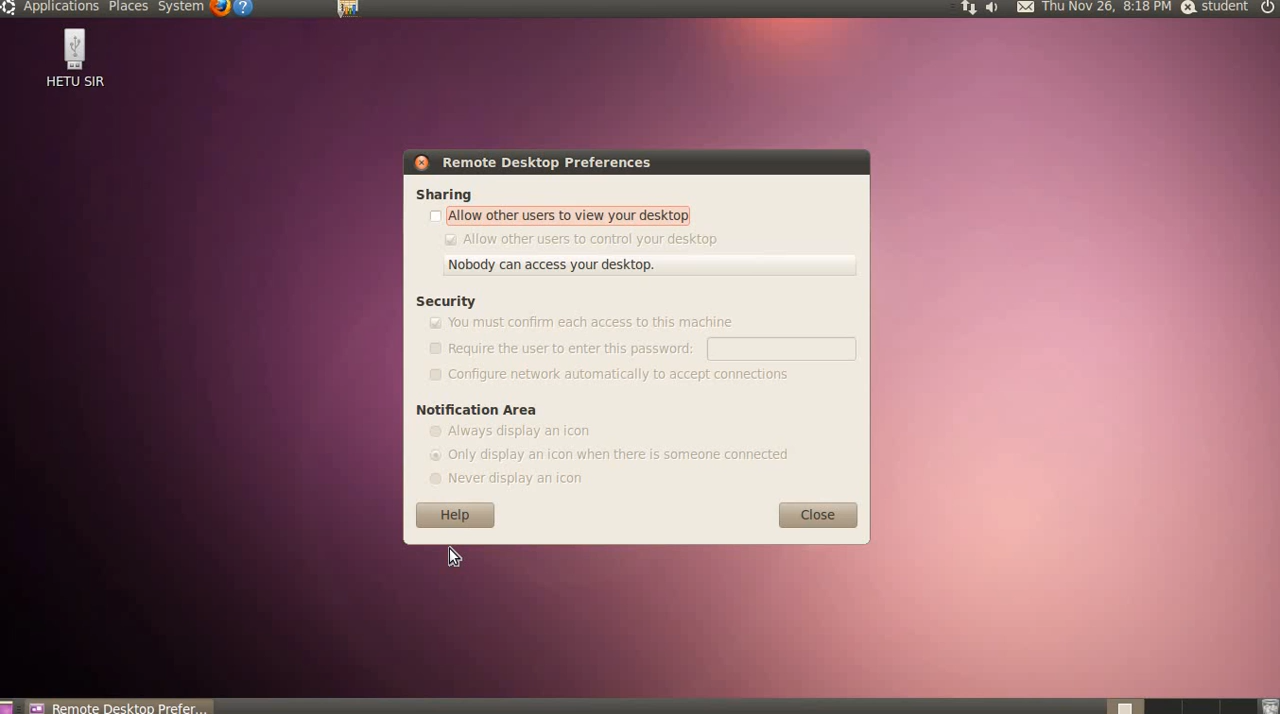 Applications Places System Thu Nov 26, 8:18 PM student
HETU SIR
Remote Desktop Preferences
Sharing
Allow other users to view your desktop
Allow other users to control your desktop
Nobody can access your desktop.
Security
You must confirm each access to this machine
Require the user to enter this password:
Configure network automatically to accept connections
Notification Area
Always display an icon
Only display an icon when there is someone connected
Never display an icon
Help Close
Remote Desktop Prefer...